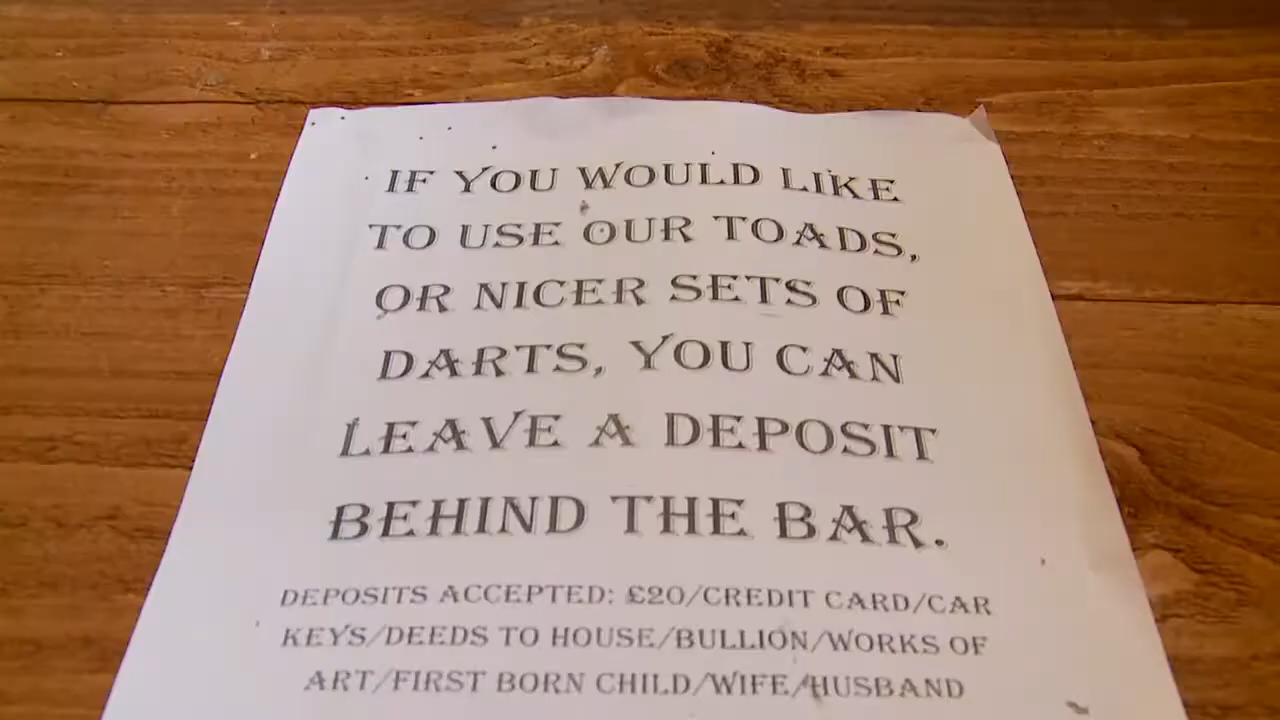 IF YOU WOULD LIKE
TO USE OUR TOADS,
OR NICER SETS OF
DARTS, YOU CAN
LEAVE A DEPOSIT
BEHIND THE BAR.
DEPOSITS ACCEPTED: £20/CREDIT CARD/CAR
KEYS/DEEDS TO HOUSE/BULLION/WORKS OF
ART/FIRST BORN CHILD/WIFE/HUSBAND